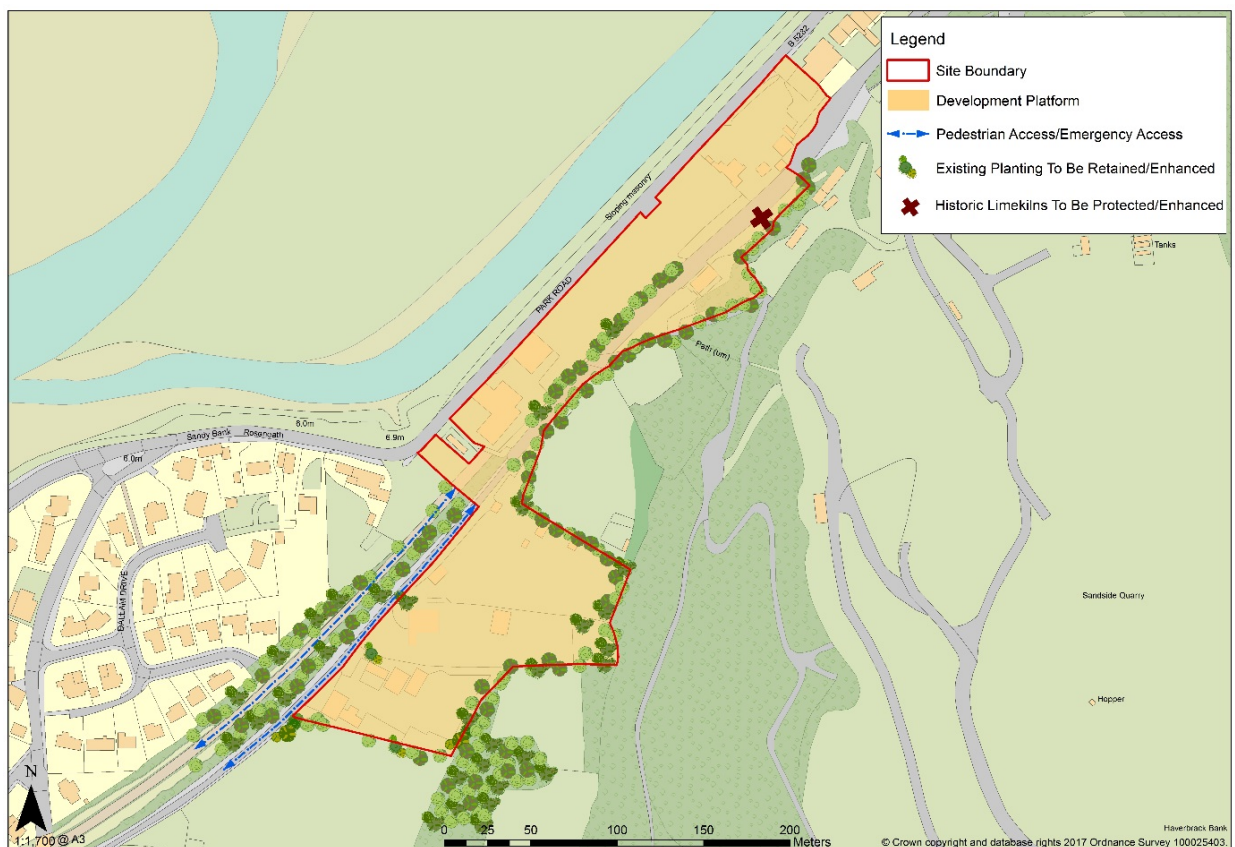 B 5282
Legend
Site Boundary
Development Platform
Pedestrian Access/Emergency Access
Existing Planting To Be Retained/Enhanced
Historic Limekilns To Be Protected/Enhanced
Sloping masonry
Tanks
PARK ROAD
Path (um)
6.0m
6.9m
Sandy Bank Rosengath
6.0m
DALLAM DRIVE
Sandside Quarry
Hopper
N
1:1,700 @ A3
0 25 50 100 150 200
Meters
Haverbrack Bank
© Crown copyright and database rights 2017 Ordnance Survey 100025403.